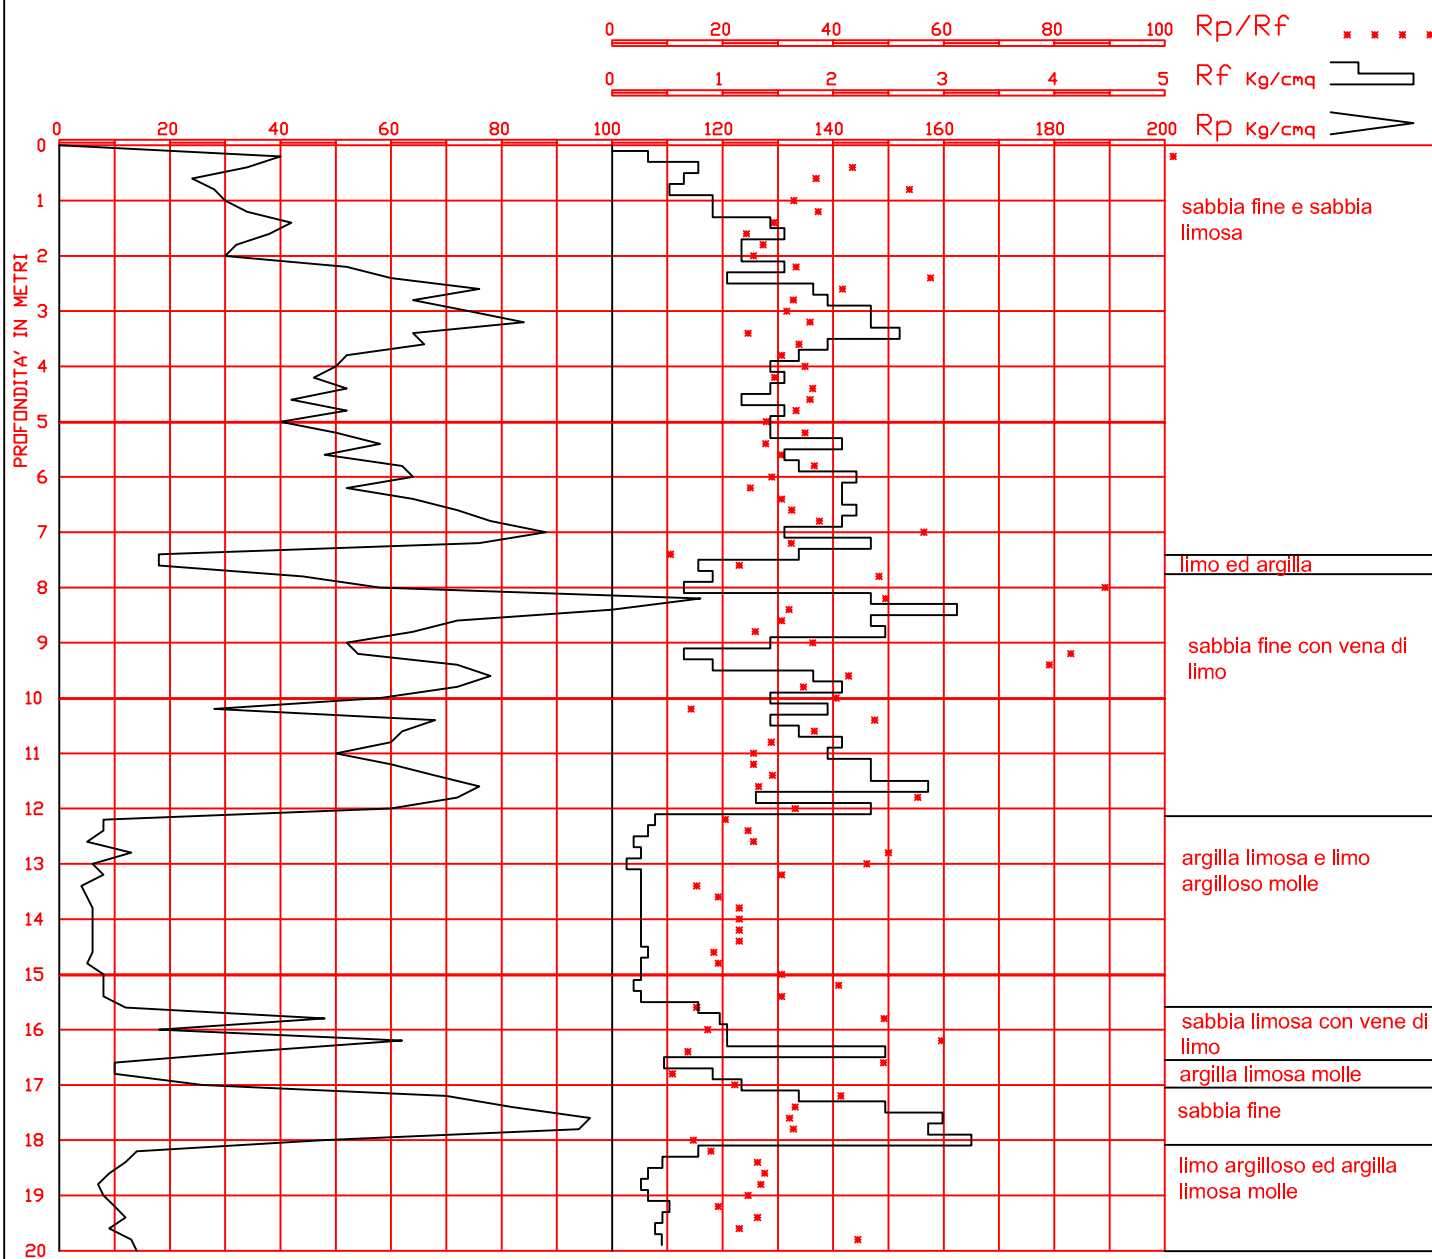 0 20 40 60 80 100 Rp/Rf
Rf Kg/cmq
0 1 2 3 4 5
Rp Kg/cmq
0 20 40 60 80 100 120 140 160 180 200
PROFONDITA' IN METRI
0
1
2
3
4
5
6
7
8
9
10
11
12
13
14
15
16
17
18
19
20
sabbia fine e sabbia
limosa
limo ed argilla
sabbia fine con vena di
limo
argilla limosa e limo
argilloso molle
sabbia limosa con vene di
limo
argilla limosa molle
sabbia fine
limo argilloso ed argilla
limosa molle